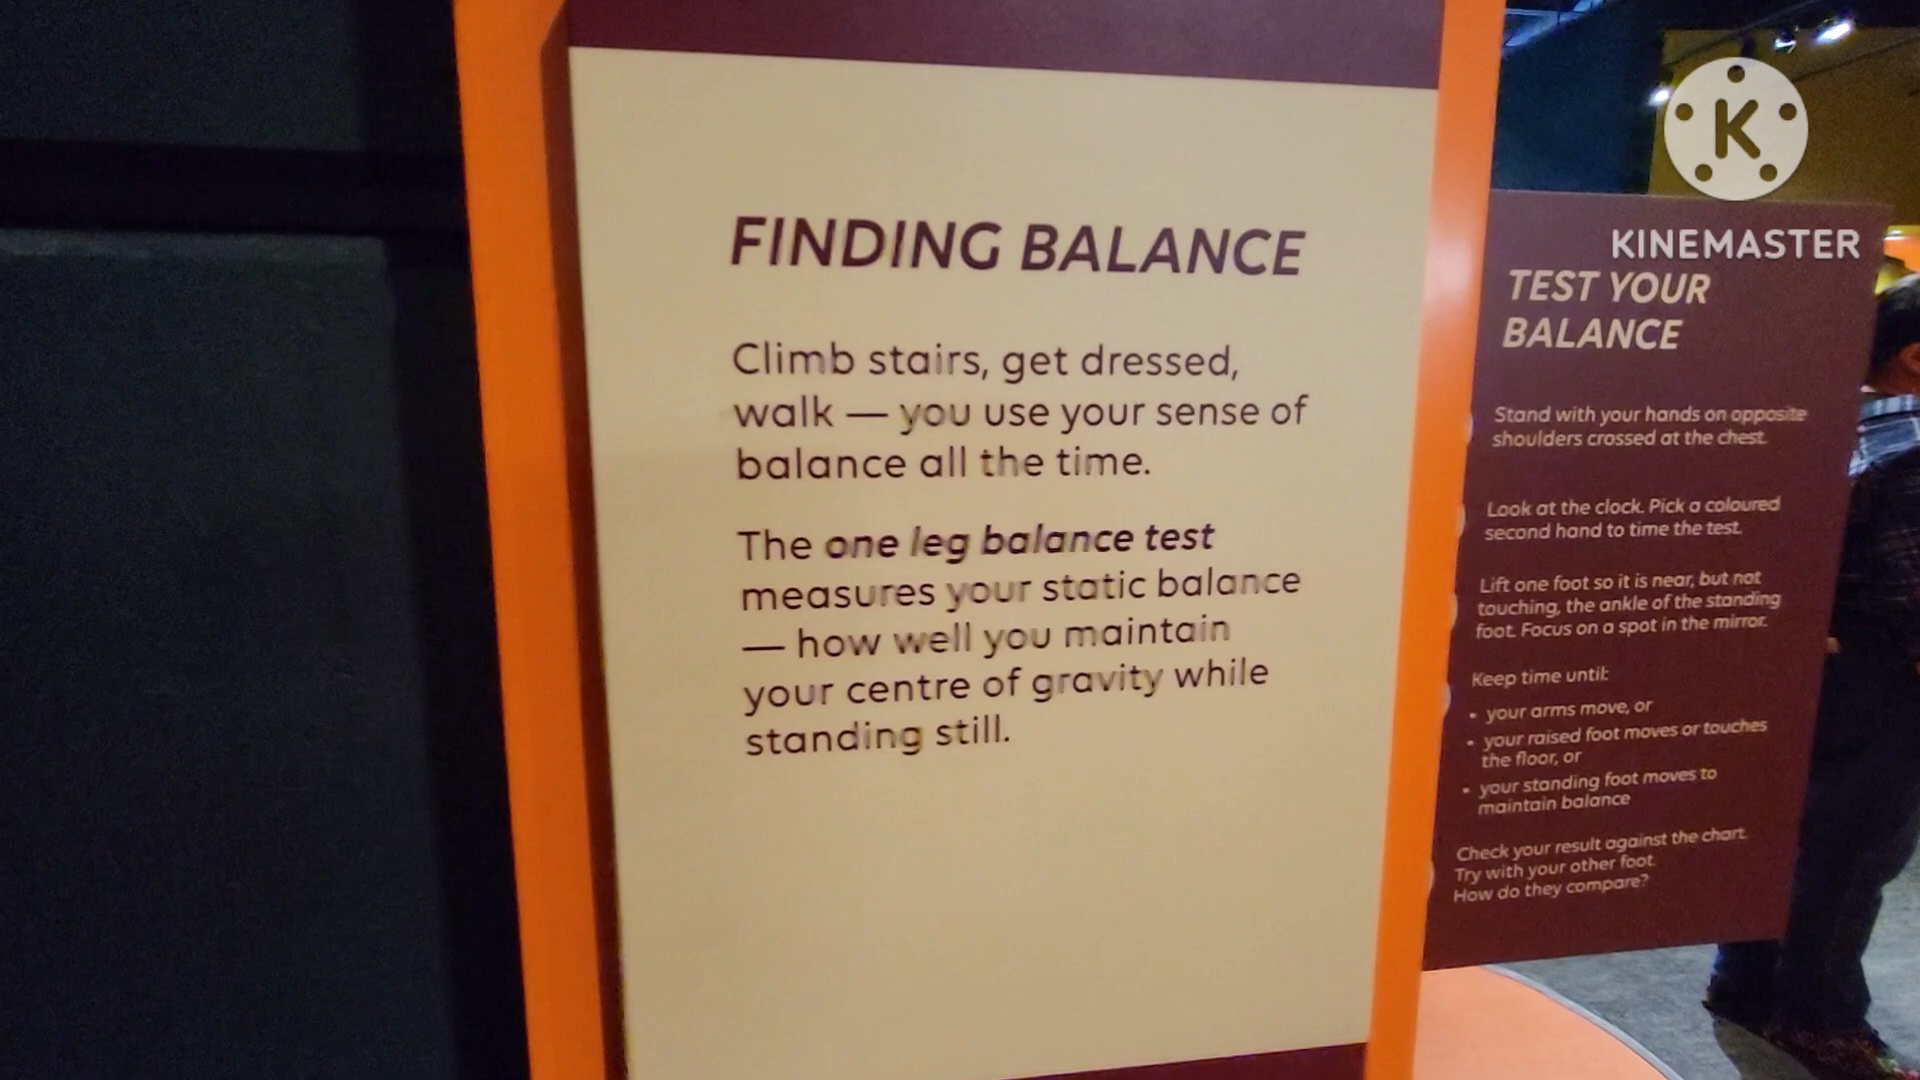 FINDING BALANCE
Climb stairs, get dressed,
walk — you use your sense of
balance all the time.
The one leg balance test
measures your static balance
— how well you maintain
your centre of gravity while
standing still.
K
KINEMASTER
TEST YOUR
BALANCE
Stand with your hands on opposite
shoulders crossed at the chest.
Look at the clock. Pick a coloured
second hand to time the test.
Lift one foot so it is near, but not
touching, the ankle of the standing
foot. Focus on a spot in the mirror.
Keep time until:
• your arms move, or
• your raised foot moves or touches
the floor, or
• your standing foot moves to
maintain balance
Check your result against the chart.
Try with your other foot.
How do they compare?